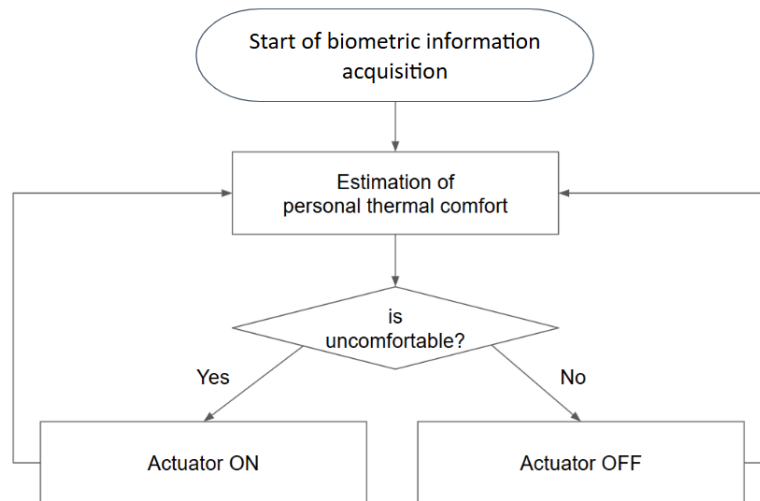 Start of biometric information
acquisition
Estimation of
personal thermal comfort
is
uncomfortable?
Yes
No
Actuator ON
Actuator OFF